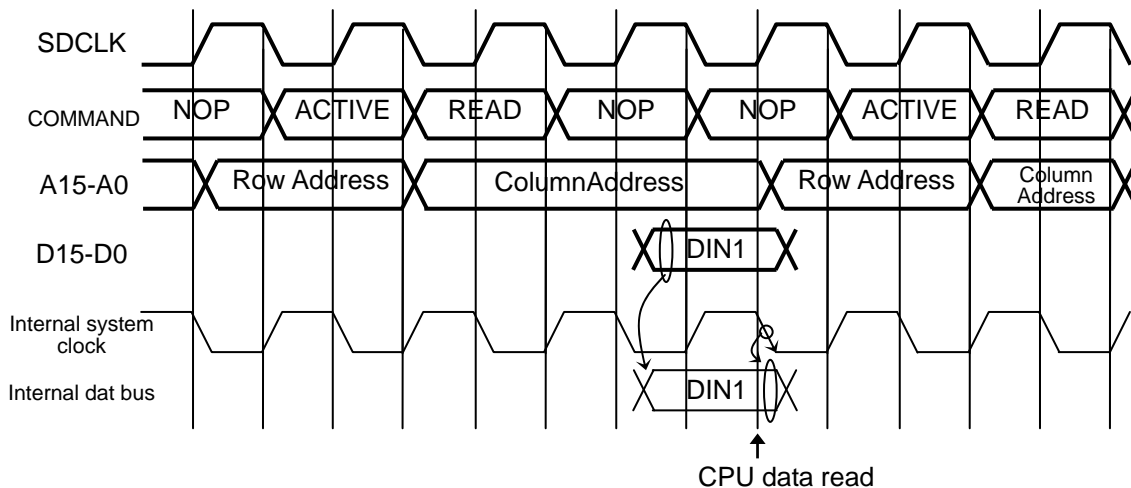 SDCLK
COMMAND NOP ACTIVE READ NOP NOP ACTIVE READ
A15-A0 Row Address ColumnAddress Row Address Column
Address
D15-D0 DIN1
Internal system
clock
Internal dat bus DIN1
CPU data read